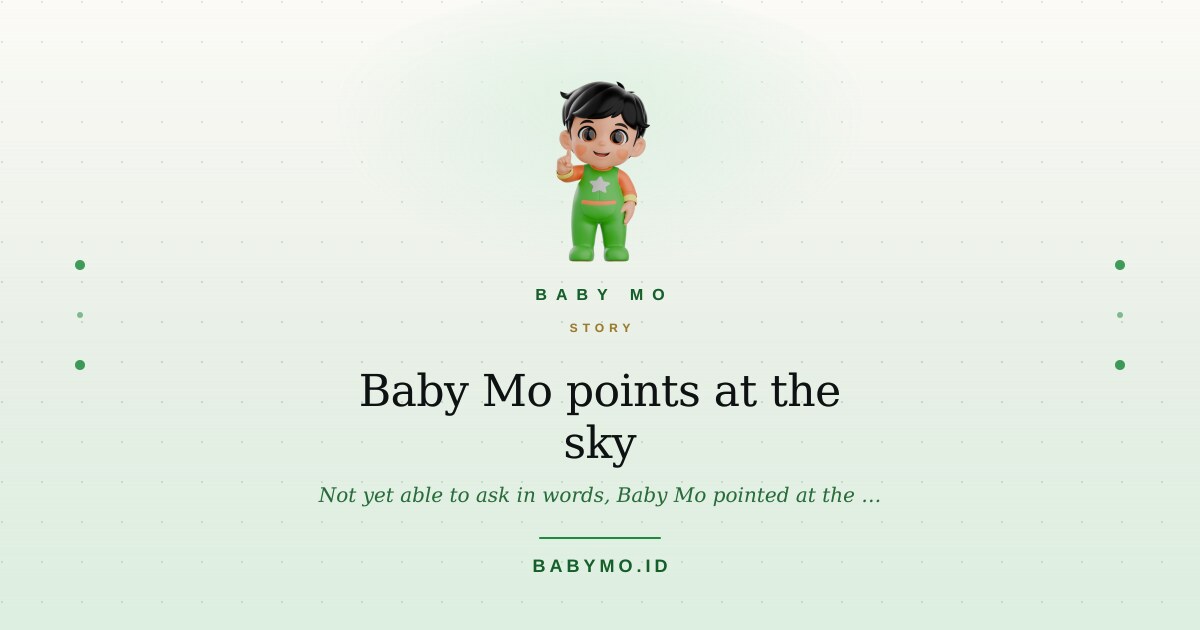 BABY MO
STORY
Baby Mo points at the
sky
Not yet able to ask in words, Baby Mo pointed at the ...
BABYMO.ID